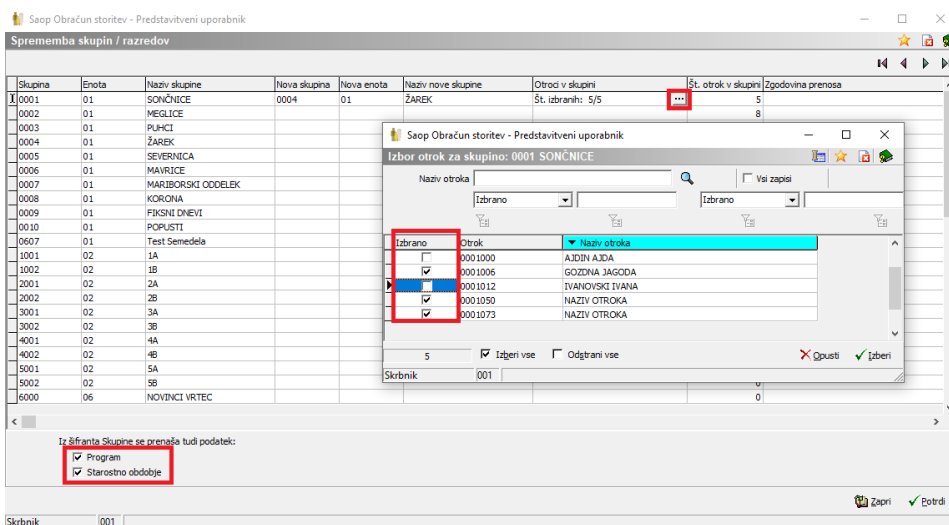 Saop Obračun storitev - Predstavitveni uporabnik
Sprememba skupin / razredov
Skupina Enota Naziv skupine Nova skupina Nova enota Naziv nove skupine Otroci v skupini Št. otrok v skupini Zgodovina prenosa
0001 01 SONČNICE 0004 01 ŽAREK Št. izbranih: 5/5 ... 5
0002 01 MEGLICE 8
0003 01 PUHCI
0004 01 ŽAREK
0005 01 SEVERNICA
0006 01 MAVRICE
0007 01 MARIBORSKI ODDELEK
0008 01 KORONA
0009 01 FIKSNI DNEVI
0010 01 POPUSTI
0607 01 Test Semedela
1001 02 1A
1002 02 1B
2001 02 2A
2002 02 2B
3001 02 3A
3002 02 3B
4001 02 4A
4002 02 4B
5001 02 5A
5002 02 5B 0
6000 06 NOVINCI VRTEC 0
Saop Obračun storitev - Predstavitveni uporabnik
Izbor otrok za skupino: 0001 SONČNICE
Naziv otroka Vsi zapisi
Izbrano Izbrano
Izbrano Otrok Naziv otroka
0001000 AJDIN AJDA
0001006 GOZDNA JAGODA
0001012 IVANOVSKI IVANA
0001050 NAZIV OTROKA
0001073 NAZIV OTROKA
5 Izberi vse Odstrani vse Opusti Izberi
Skrbnik 001
Iz šifranta Skupine se prenaša tudi podatek:
Program
Starostno obdobje
Zapri Potrdi
Skrbnik 001